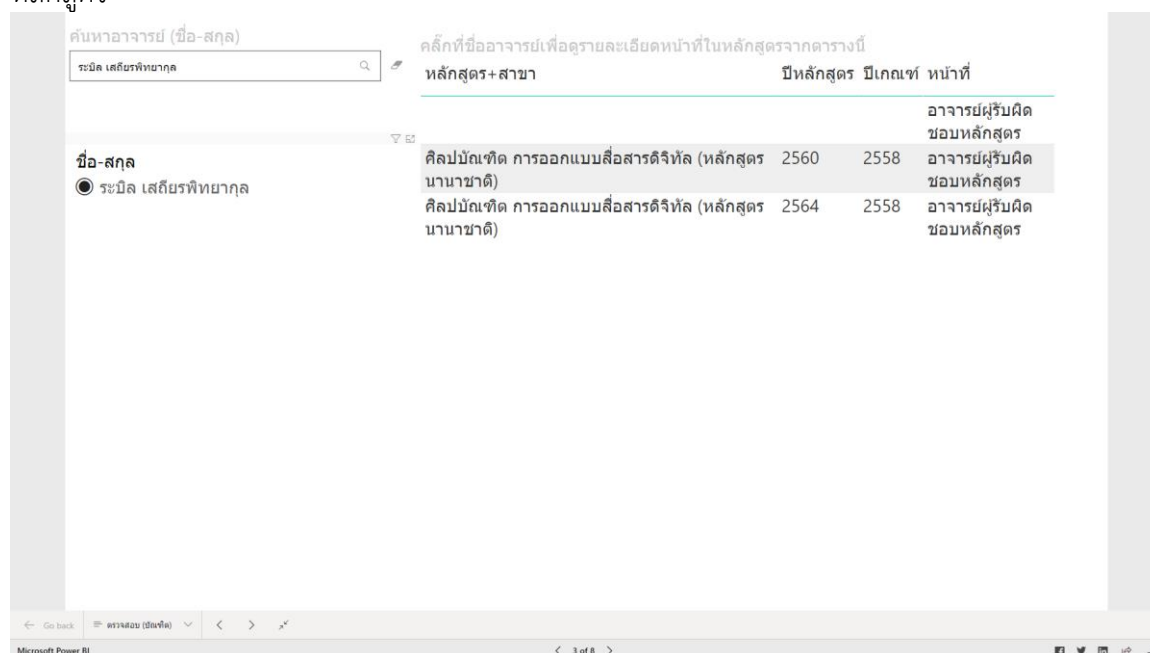 ค้นหาอาจารย์ (ชื่อ-สกุล)
ระบิล เสถียรพิทยากุล
ชื่อ-สกุล
ระบิล เสถียรพิทยากุล
คลิ๊กที่ชื่ออาจารย์เพื่อดูรายละเอียดหน้าที่ในหลักสูตรจากตารางนี้
หลักสูตร+สาขา ปีหลักสูตร ปีเกณฑ์ หน้าที่
อาจารย์ผู้รับผิด
ชอบหลักสูตร
ศิลปบัณฑิต การออกแบบสื่อสารดิจิทัล (หลักสูตร 2560 2558 อาจารย์ผู้รับผิด
นานาชาติ) ชอบหลักสูตร
ศิลปบัณฑิต การออกแบบสื่อสารดิจิทัล (หลักสูตร 2564 2558 อาจารย์ผู้รับผิด
นานาชาติ) ชอบหลักสูตร
Go back ตรวจสอบ (บัณฑิต)
Microsoft Power BI 3 of 8